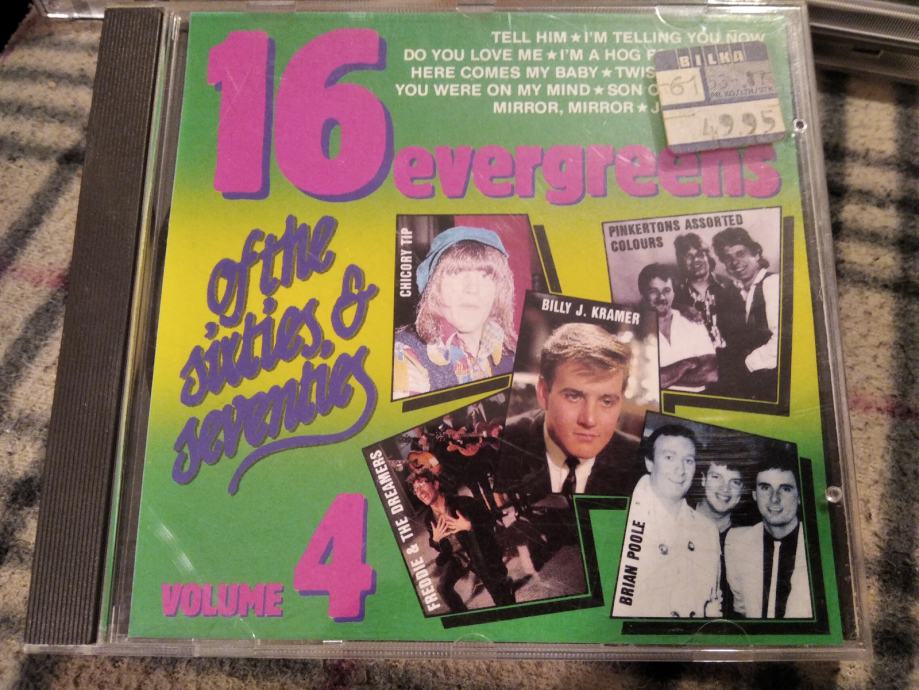 TELL HIM★I'M TELLING YOU NOW
DO YOU LOVE ME★I'M A HOG
HERE COMES MY BABY★
YOU WERE ON MY MIND★SON
MIRROR, MIRROR★
BILKA
61
49.95
16
evergreens
of the
sixties &
seventies
CHICORY TIP
PINKERTONS ASSORTED
COLOURS
BILLY J. KRAMER
FREDDIE & THE DREAMERS
BRIAN POOLE
VOLUME 4